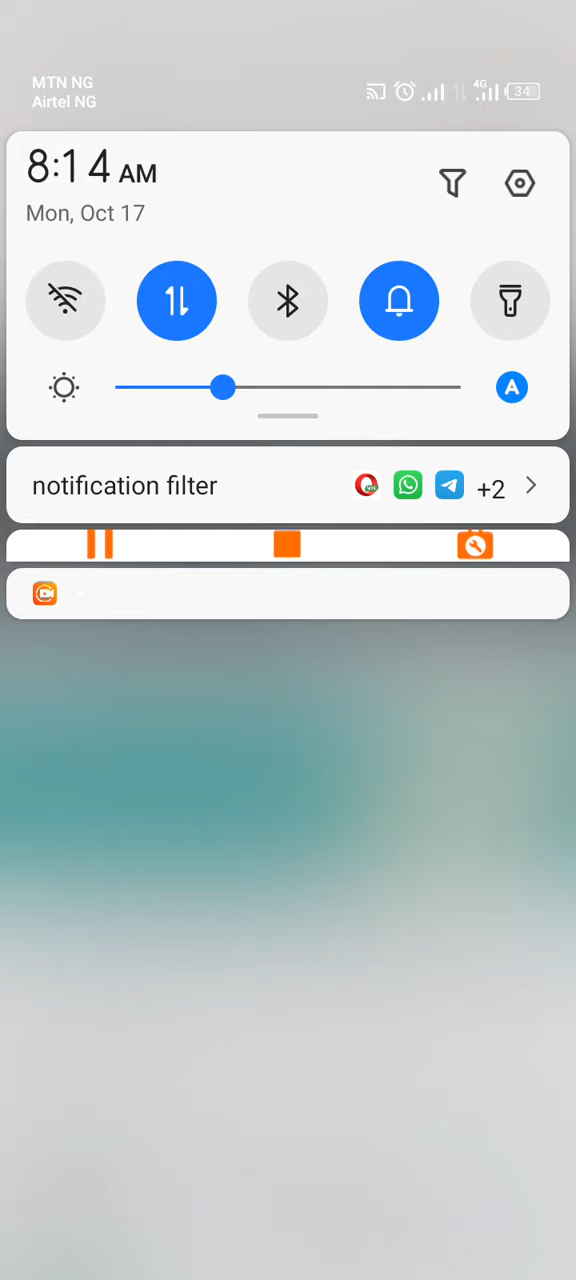 MTN NG
Airtel NG
4G
34
8:14 AM
Mon, Oct 17
A
notification filter
+2